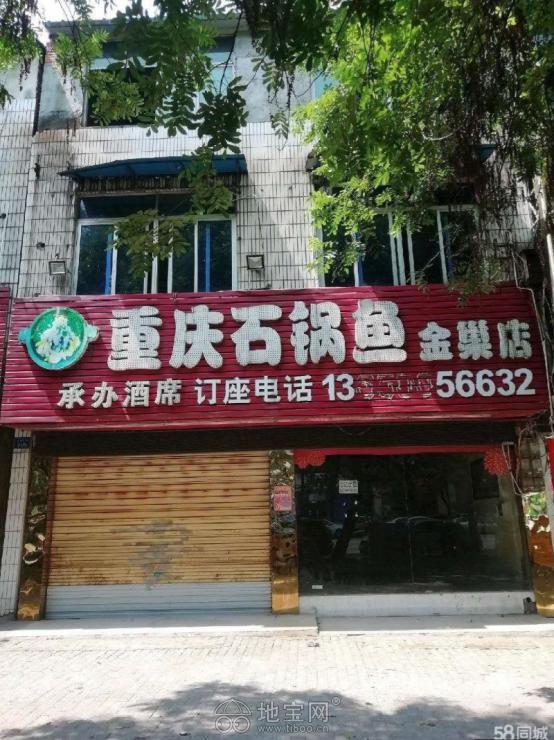 重庆石锅鱼 金巢店
承办酒席 订座电话 13 56632
地宝网
www.tiboo.cn
58同城